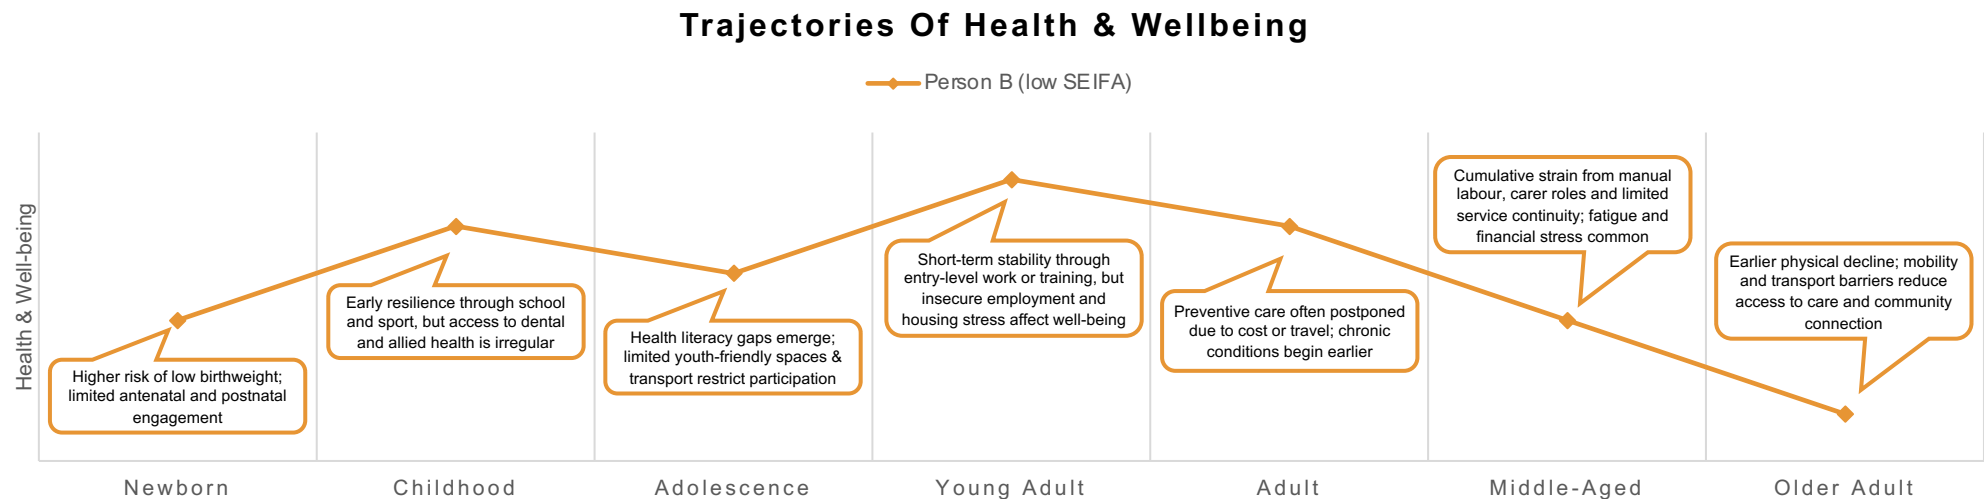 Trajectories Of Health & Wellbeing
Person B (low SEIFA)
Health & Well-being
Higher risk of low birthweight;
limited antenatal and postnatal
engagement
Early resilience through school
and sport, but access to dental
and allied health is irregular
Health literacy gaps emerge;
limited youth-friendly spaces &
transport restrict participation
Short-term stability through
entry-level work or training, but
insecure employment and
housing stress affect well-being
Preventive care often postponed
due to cost or travel; chronic
conditions begin earlier
Cumulative strain from manual
labour, carer roles and limited
service continuity; fatigue and
financial stress common
Earlier physical decline; mobility
and transport barriers reduce
access to care and community
connection
Newborn
Childhood
Adolescence
Young Adult
Adult
Middle-Aged
Older Adult